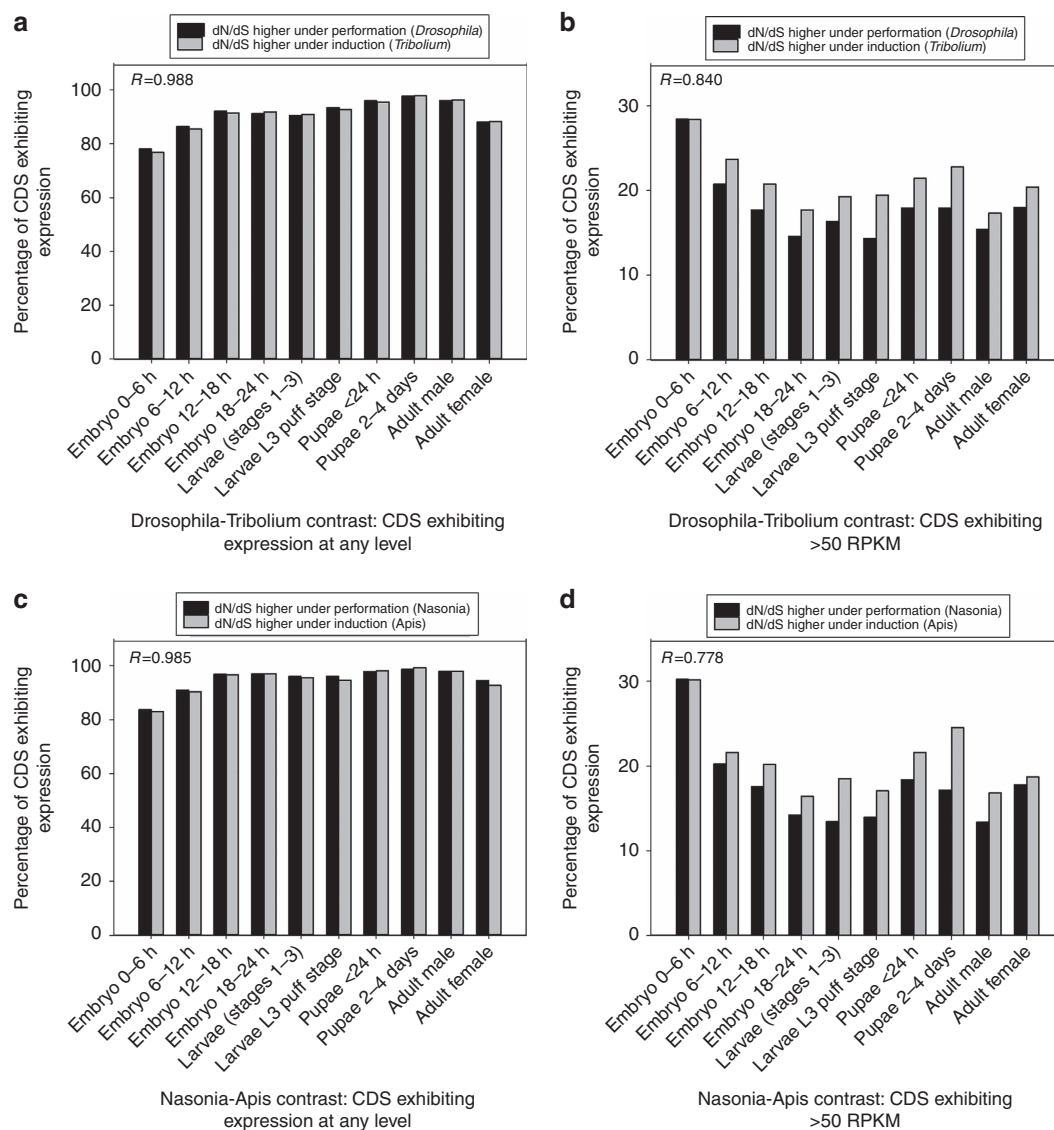 a
dN/dS higher under performation (Drosophila)
dN/dS higher under induction (Tribolium)
R=0.988
Percentage of CDS exhibiting
expression
100
80
60
40
20
0
Embryo 0–6 h
Embryo 6–12 h
Embryo 12–18 h
Embryo 18–24 h
Larvae (stages 1–3)
Larvae L3 puff stage
Pupae <24 h
Pupae 2–4 days
Adult male
Adult female
Drosophila-Tribolium contrast: CDS exhibiting
expression at any level
b
dN/dS higher under performation (Drosophila)
dN/dS higher under induction (Tribolium)
R=0.840
Percentage of CDS exhibiting
expression
30
20
10
0
Embryo 0–6 h
Embryo 6–12 h
Embryo 12–18 h
Embryo 18–24 h
Larvae (stages 1–3)
Larvae L3 puff stage
Pupae <24 h
Pupae 2–4 days
Adult male
Adult female
Drosophila-Tribolium contrast: CDS exhibiting
>50 RPKM
c
dN/dS higher under performation (Nasonia)
dN/dS higher under induction (Apis)
R=0.985
Percentage of CDS exhibiting
expression
100
80
60
40
20
0
Embryo 0–6 h
Embryo 6–12 h
Embryo 12–18 h
Embryo 18–24 h
Larvae (stages 1–3)
Larvae L3 puff stage
Pupae <24 h
Pupae 2–4 days
Adult male
Adult female
Nasonia-Apis contrast: CDS exhibiting
expression at any level
d
dN/dS higher under performation (Nasonia)
dN/dS higher under induction (Apis)
R=0.778
Percentage of CDS exhibiting
expression
30
20
10
0
Embryo 0–6 h
Embryo 6–12 h
Embryo 12–18 h
Embryo 18–24 h
Larvae (stages 1–3)
Larvae L3 puff stage
Pupae <24 h
Pupae 2–4 days
Adult male
Adult female
Nasonia-Apis contrast: CDS exhibiting
>50 RPKM